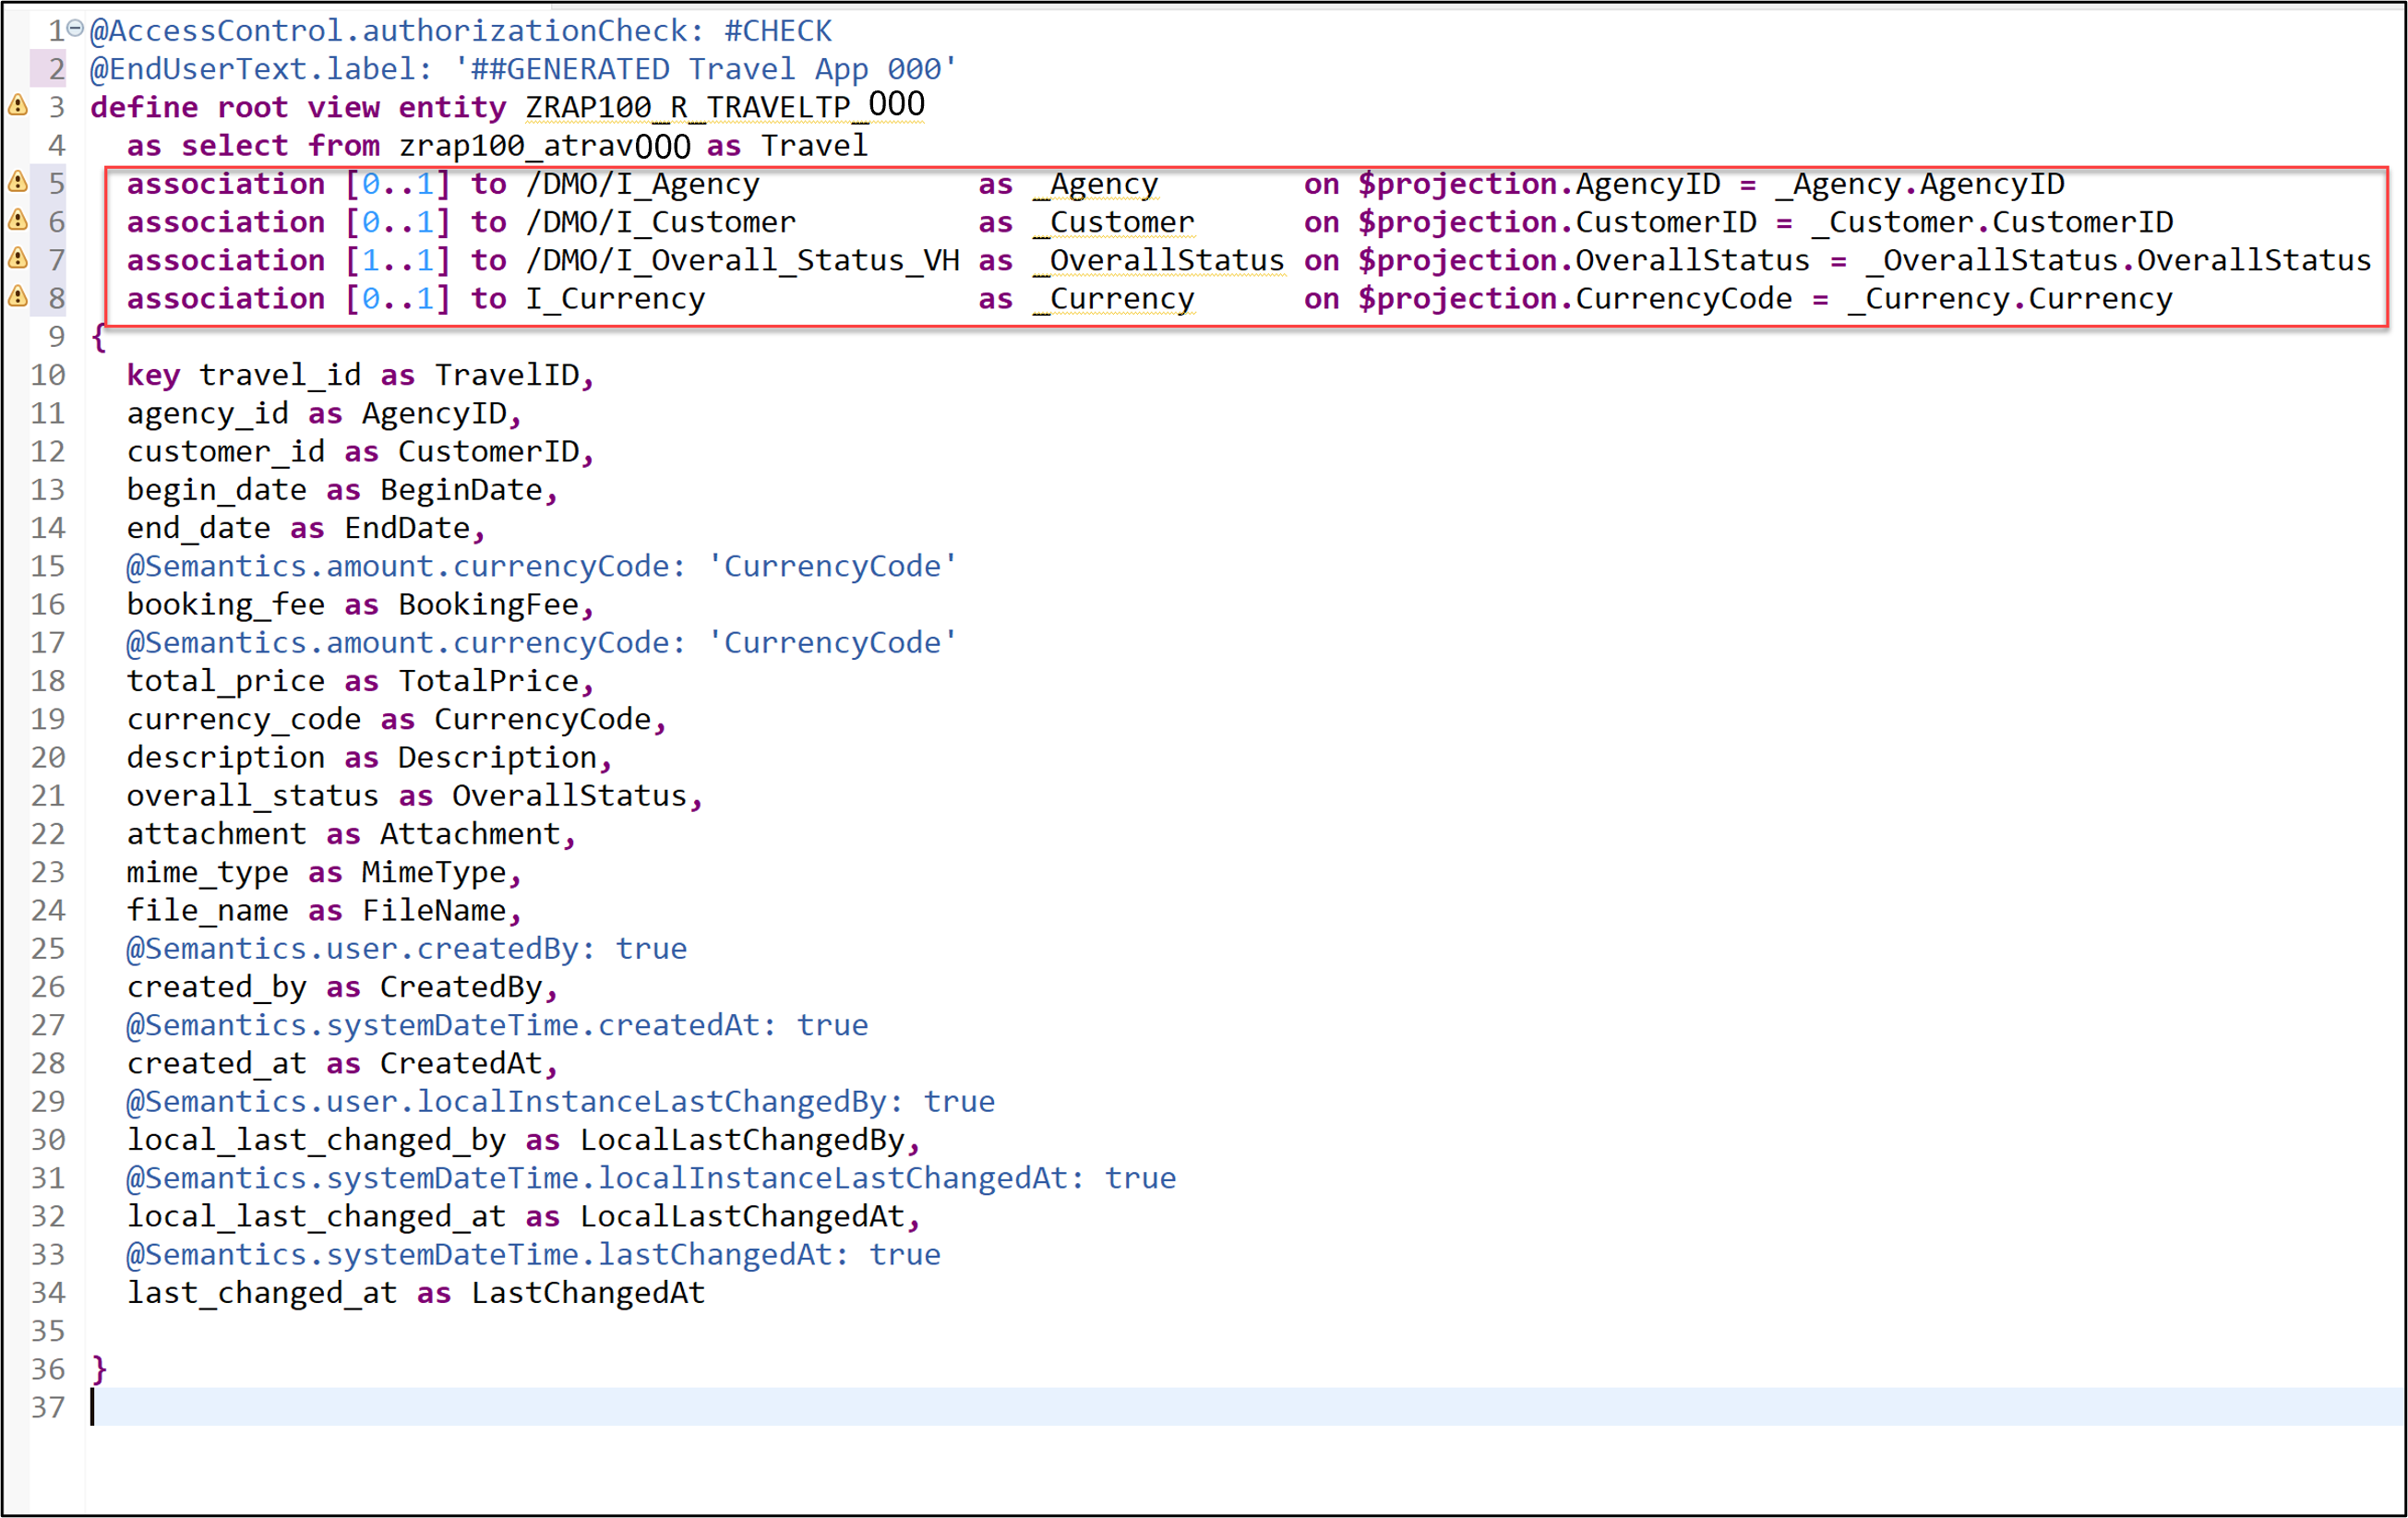 1 @AccessControl.authorizationCheck: #CHECK
2 @EndUserText.label: '##GENERATED Travel App 000'
3 define root view entity ZRAP100_R_TRAVELTP_000
4 as select from zrap100_atrav000 as Travel
5 association [0..1] to /DMO/I_Agency as _Agency on $projection.AgencyID = _Agency.AgencyID
6 association [0..1] to /DMO/I_Customer as _Customer on $projection.CustomerID = _Customer.CustomerID
7 association [1..1] to /DMO/I_Overall_Status_VH as _OverallStatus on $projection.OverallStatus = _OverallStatus.OverallStatus
8 association [0..1] to I_Currency as _Currency on $projection.CurrencyCode = _Currency.Currency
9 {
10 key travel_id as TravelID,
11 agency_id as AgencyID,
12 customer_id as CustomerID,
13 begin_date as BeginDate,
14 end_date as EndDate,
15 @Semantics.amount.currencyCode: 'CurrencyCode'
16 booking_fee as BookingFee,
17 @Semantics.amount.currencyCode: 'CurrencyCode'
18 total_price as TotalPrice,
19 currency_code as CurrencyCode,
20 description as Description,
21 overall_status as OverallStatus,
22 attachment as Attachment,
23 mime_type as MimeType,
24 file_name as FileName,
25 @Semantics.user.createdBy: true
26 created_by as CreatedBy,
27 @Semantics.systemDateTime.createdAt: true
28 created_at as CreatedAt,
29 @Semantics.user.localInstanceLastChangedBy: true
30 local_last_changed_by as LocalLastChangedBy,
31 @Semantics.systemDateTime.localInstanceLastChangedAt: true
32 local_last_changed_at as LocalLastChangedAt,
33 @Semantics.systemDateTime.lastChangedAt: true
34 last_changed_at as LastChangedAt
35
36 }
37